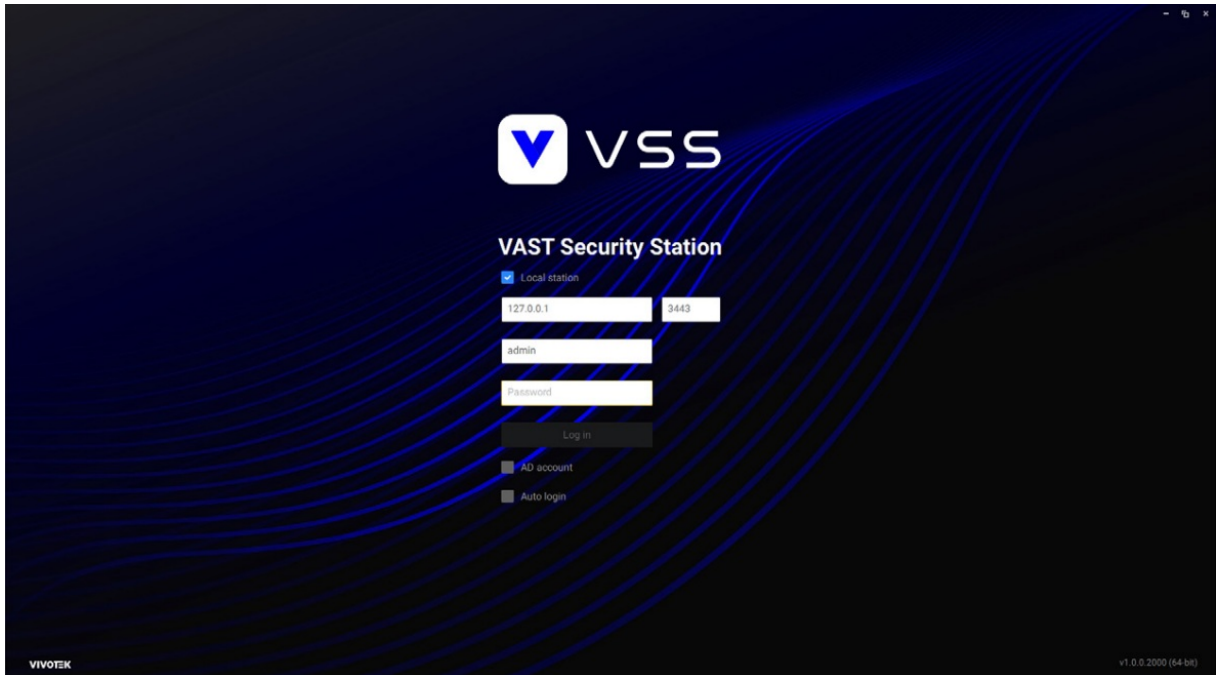 V VSS
VAST Security Station
Local station
127.0.0.1 3443
admin
Password
Log in
AD account
Auto login
VIVOTEK v1.0.0.2000 (64-bit)